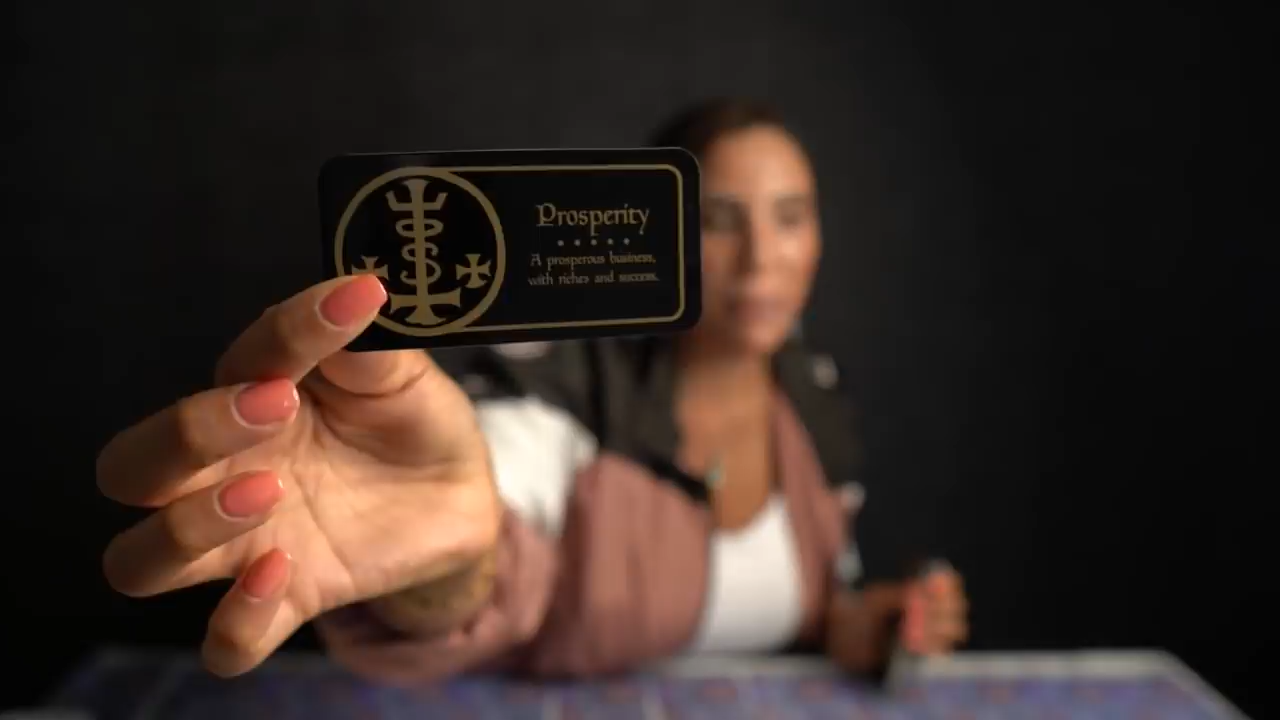 Prosperity
A prosperous business,
with riches and success.